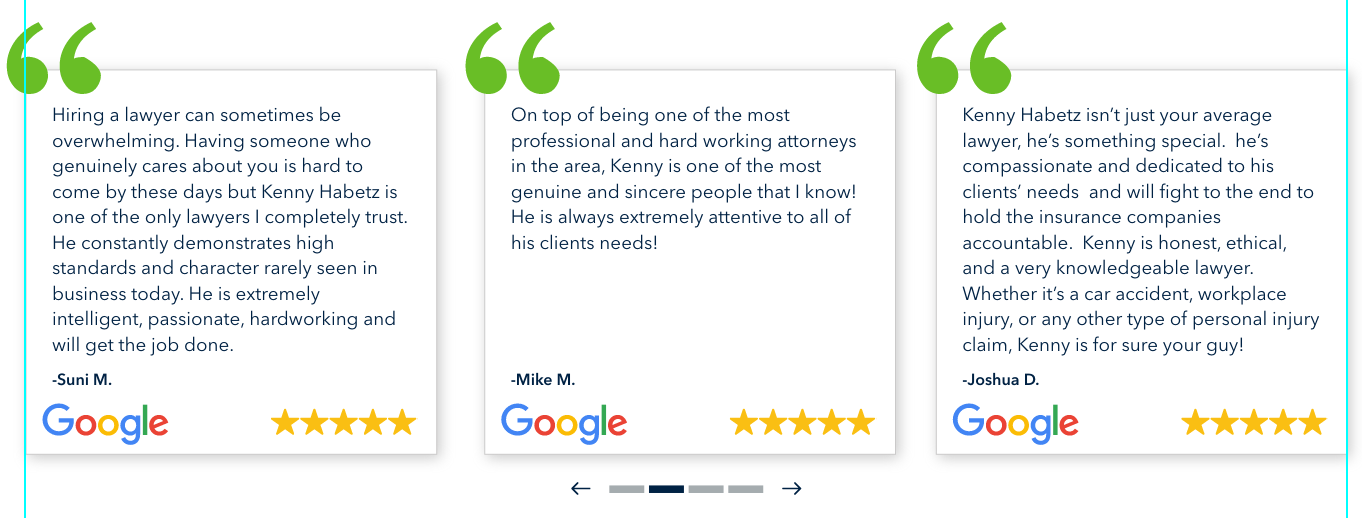 Hiring a lawyer can sometimes be
overwhelming. Having someone who
genuinely cares about you is hard to
come by these days but Kenny Habetz is
one of the only lawyers I completely trust.
He constantly demonstrates high
standards and character rarely seen in
business today. He is extremely
intelligent, passionate, hardworking and
will get the job done.
-Suni M.
Google
On top of being one of the most
professional and hard working attorneys
in the area, Kenny is one of the most
genuine and sincere people that I know!
He is always extremely attentive to all of
his clients needs!
-Mike M.
Google
Kenny Habetz isn’t just your average
lawyer, he’s something special.  he’s
compassionate and dedicated to his
clients’ needs  and will fight to the end to
hold the insurance companies
accountable.  Kenny is honest, ethical,
and a very knowledgeable lawyer.
Whether it’s a car accident, workplace
injury, or any other type of personal injury
claim, Kenny is for sure your guy!
-Joshua D.
Google